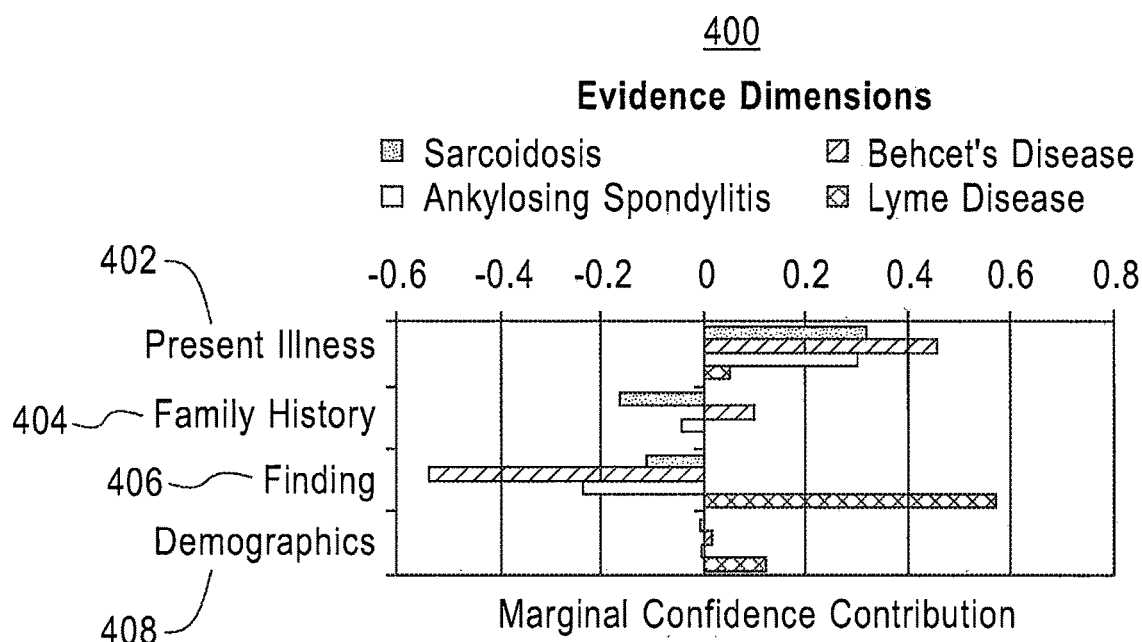 400
Evidence Dimensions
Sarcoidosis Behcet's Disease
Ankylosing Spondylitis Lyme Disease
402
-0.6 -0.4 -0.2 0 0.2 0.4 0.6 0.8
Present Illness
404 Family History
406 Finding
Demographics
408
Marginal Confidence Contribution